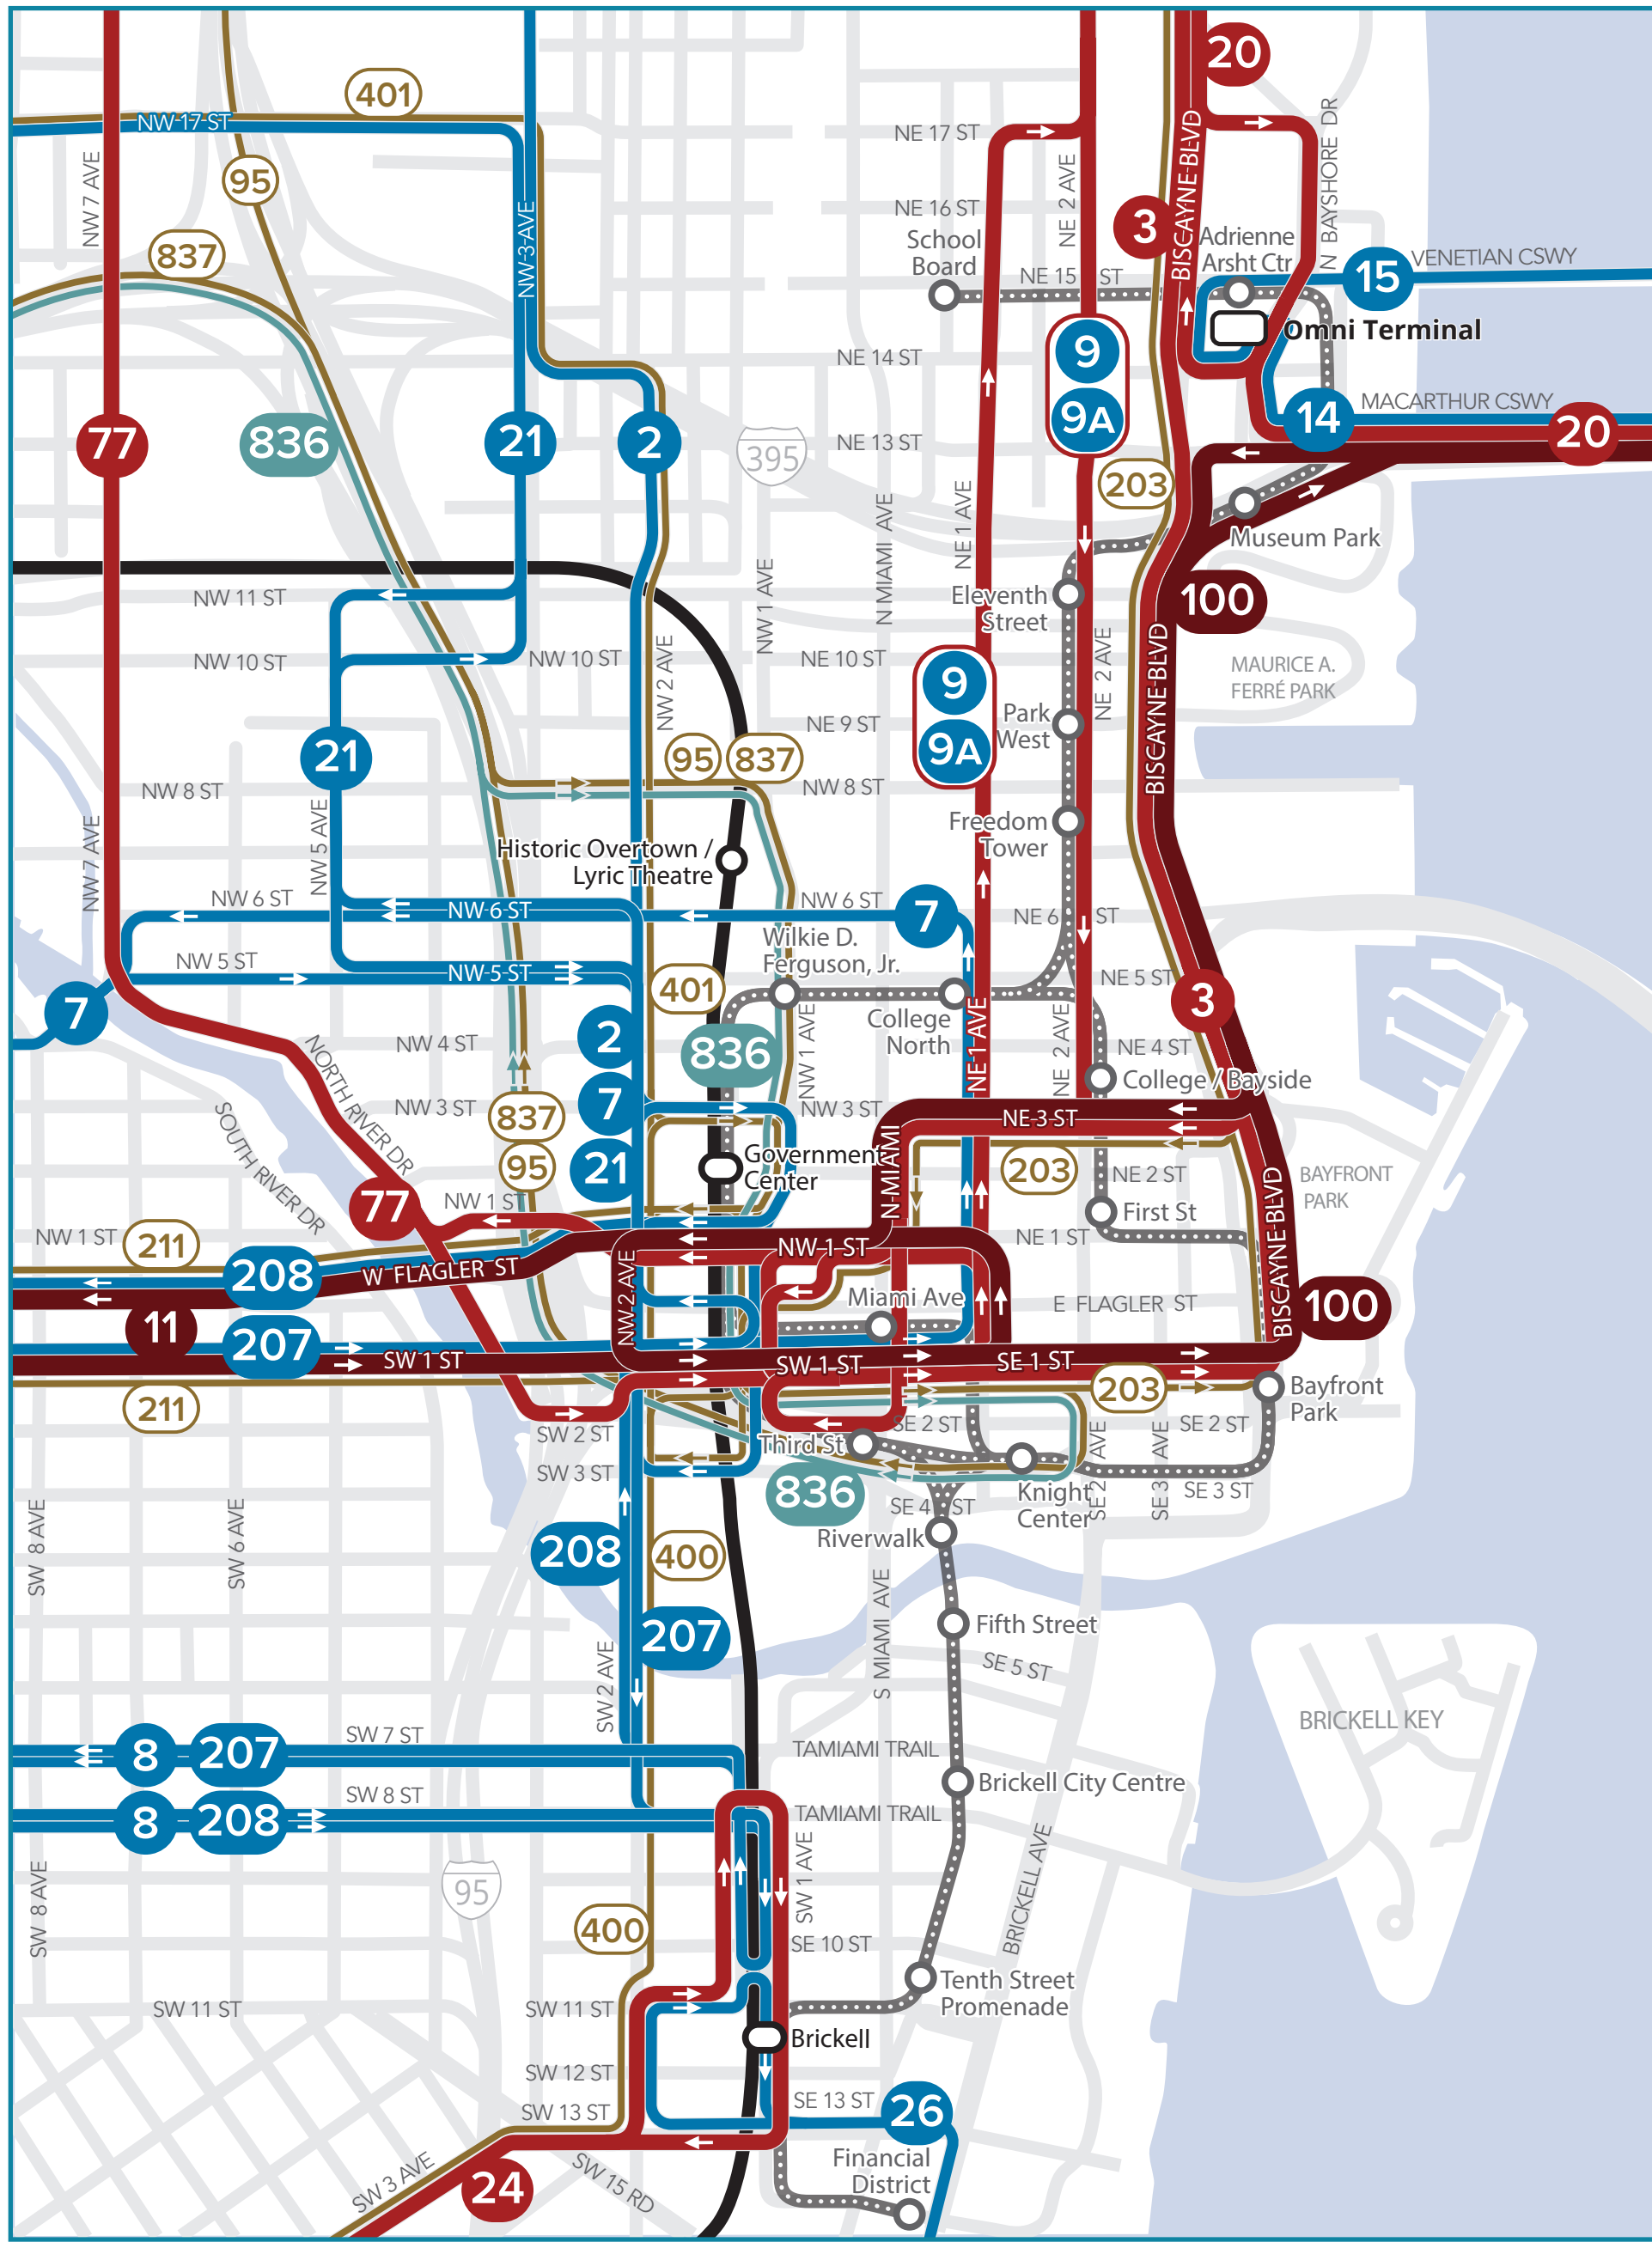 20
401
NW 17 ST
NE 17 ST
NW 7 AVE
95
NE 2 AVE
BISCAYNE BLVD
N BAYSHORE DR
NW 3 AVE
NE 16 ST
3
School
Board
Adrienne
Arsht Ctr
837
NE 15 ST
15
VENETIAN CSWY
Omni Terminal
9
9A
NE 14 ST
MACARTHUR CSWY
77
836
21
2
395
NE 13 ST
14
20
203
NE 1 AVE
N MIAMI AVE
Museum Park
NW 11 ST
NW 1 AVE
Eleventh
Street
100
NW 10 ST
NW 10 ST
NE 10 ST
NW 2 AVE
NE 2 AVE
BISCAYNE BLVD
MAURICE A.
FERRÉ PARK
9
9A
Park
West
NE 9 ST
21
95
837
NW 8 ST
NW 8 ST
NW 7 AVE
NW 5 AVE
Freedom
Tower
Historic Overtown /
Lyric Theatre
NW 6 ST
NW 6 ST
NW 6 ST
7
NE 6 ST
Wilkie D.
Ferguson, Jr.
NW 5 ST
NW 5 ST
NE 5 ST
401
3
7
College
North
NW 4 ST
2
836
NW 1 AVE
NE 1 AVE
NE 2 AVE
NE 4 ST
NORTH RIVER DR
College / Bayside
NW 3 ST
837
7
NW 3 ST
NE 3 ST
SOUTH RIVER DR
95
21
Government
Center
N MIAMI
203
NE 2 ST
BAYFRONT
PARK
77
NW 1 ST
First St
BISCAYNE BLVD
NW 1 ST
211
NW 1 ST
NE 1 ST
208
W FLAGLER ST
NW 2 AVE
Miami Ave
E FLAGLER ST
100
11
207
SW 1 ST
SW 1 ST
SE 1 ST
211
203
Bayfront
Park
SW 2 ST
SE 2 ST
SE 2 ST
Third St
SW 3 ST
836
Knight
Center
SE 2 AVE
SE 3 AVE
SE 3 ST
SE 4 ST
Riverwalk
SW 8 AVE
SW 6 AVE
208
400
S MIAMI AVE
Fifth Street
207
SE 5 ST
SW 2 AVE
BRICKELL KEY
SW 7 ST
8
207
TAMIAMI TRAIL
Brickell City Centre
SW 8 ST
8
208
TAMIAMI TRAIL
SW 8 AVE
95
SW 1 AVE
BRICKELL AVE
400
SE 10 ST
Tenth Street
Promenade
SW 11 ST
SW 11 ST
Brickell
SW 12 ST
SE 13 ST
26
SW 13 ST
SW 3 AVE
24
SW 15 RD
Financial
District